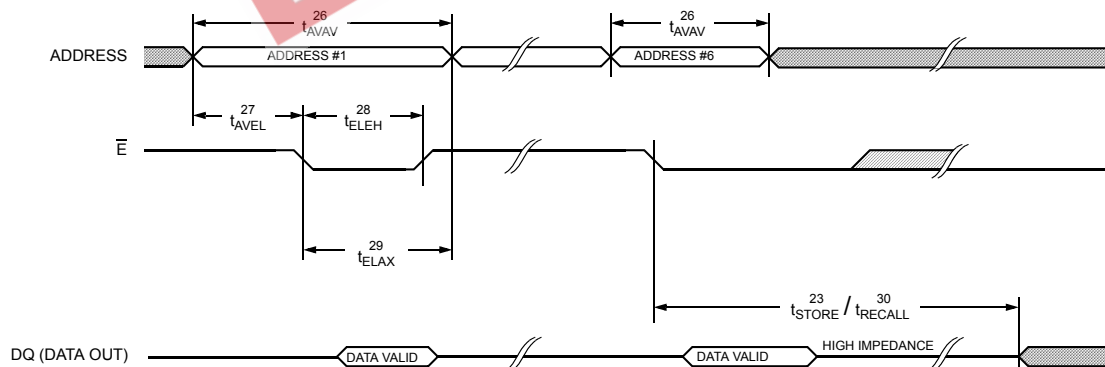 26 26
tAVAV tAVAV
ADDRESS ADDRESS #1 ADDRESS #6
27 28
tAVEL tELEH
E
29
tELAX
23 30
tSTORE / tRECALL
DQ (DATA OUT) DATA VALID DATA VALID HIGH IMPEDANCE